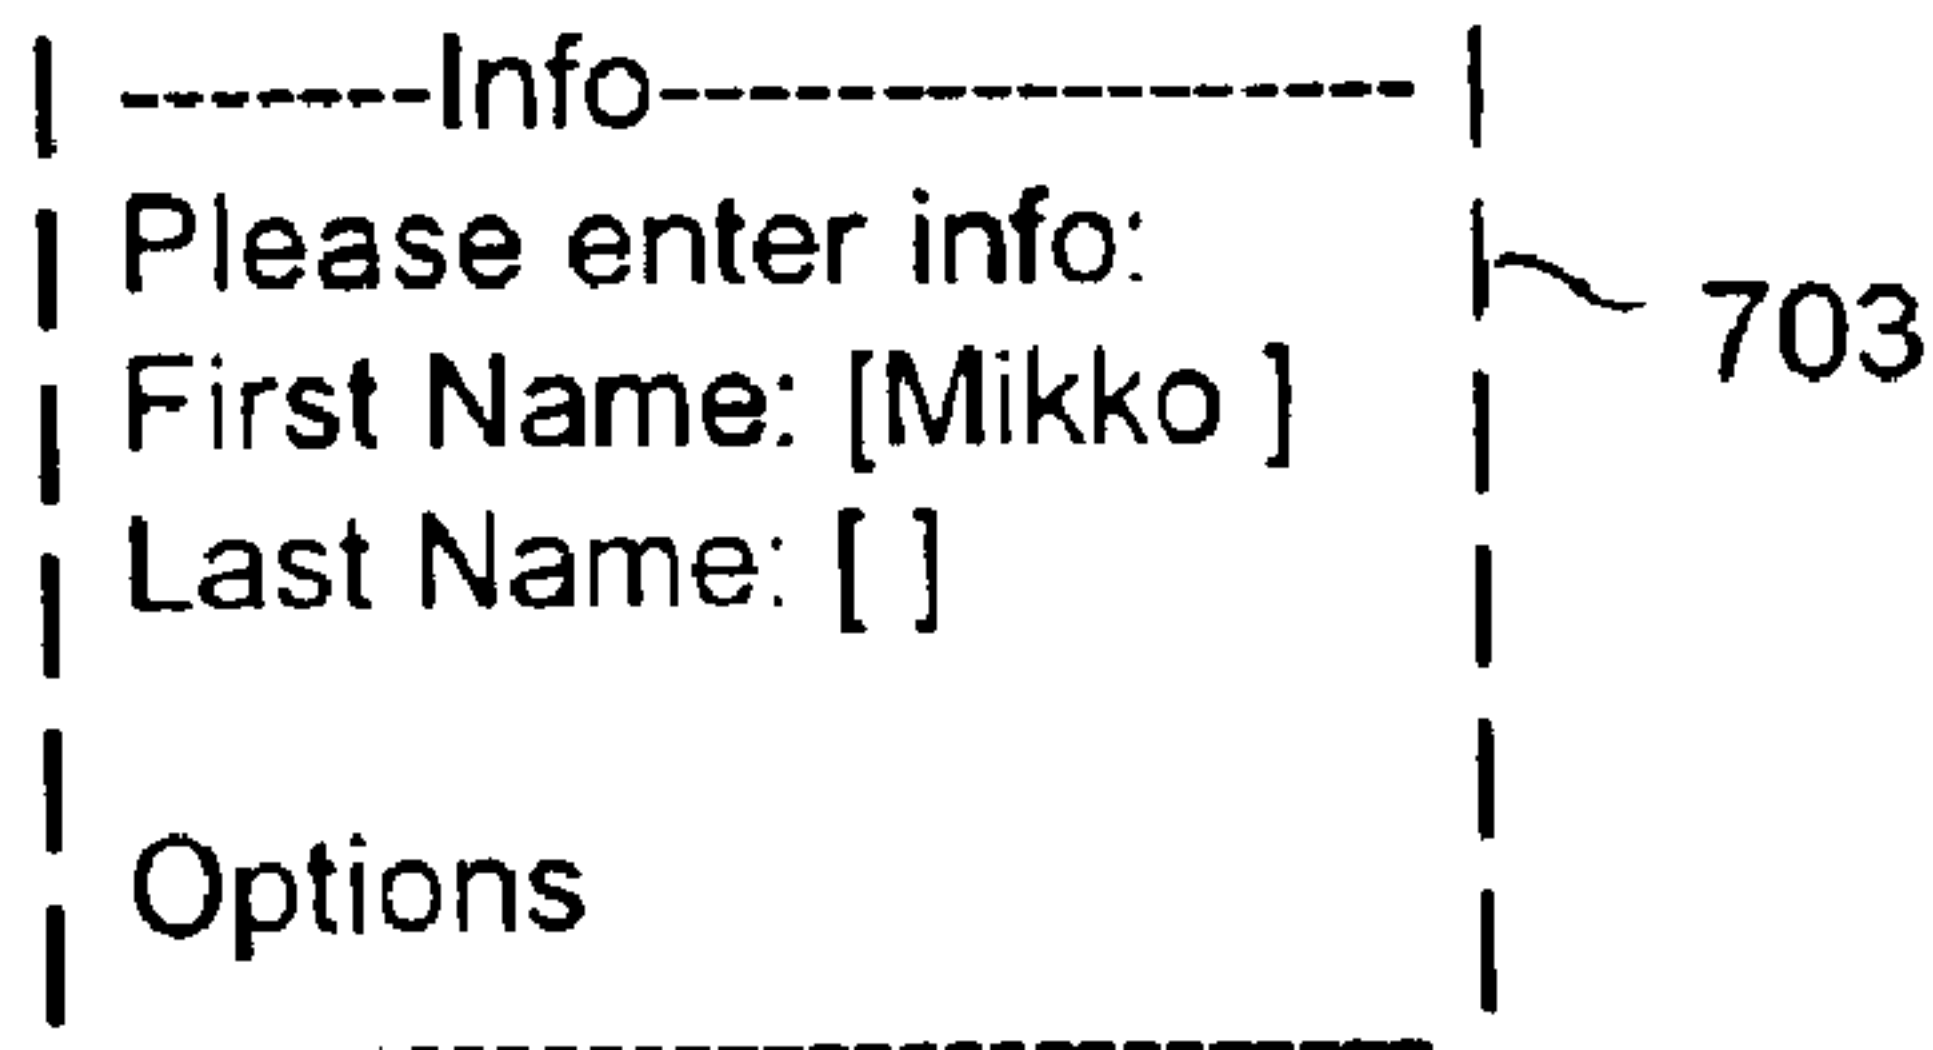 | -------Info----------------- |
Please enter info:
703
First Name: [Mikko ]
Last Name: [ ]
Options